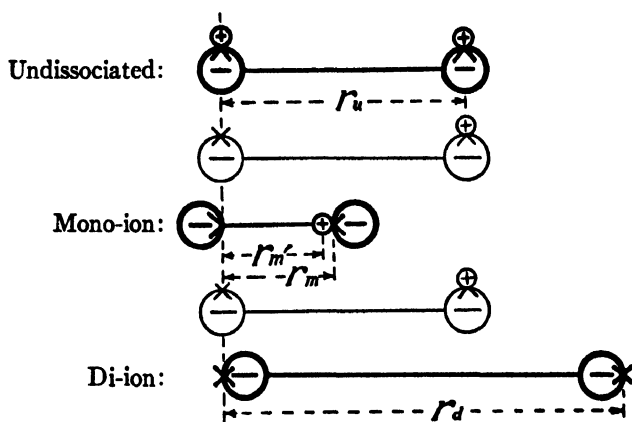 Undissociated:
r_u
Mono-ion:
r_m'
r_m
Di-ion:
r_d